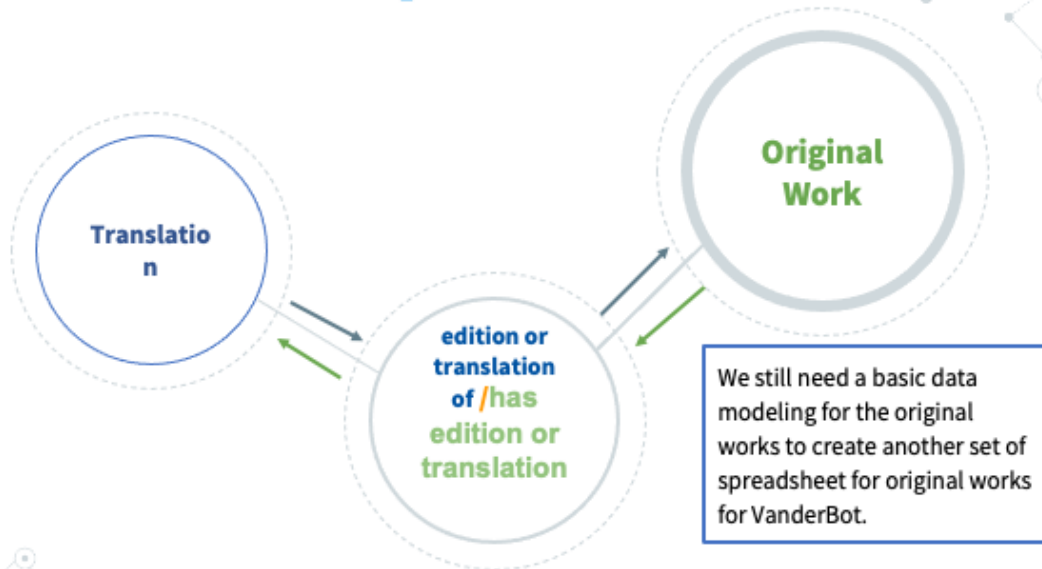 Original
Work
Translatio
n
edition or
translation
of /has
edition or
translation
We still need a basic data
modeling for the original
works to create another set of
spreadsheet for original works
for VanderBot.